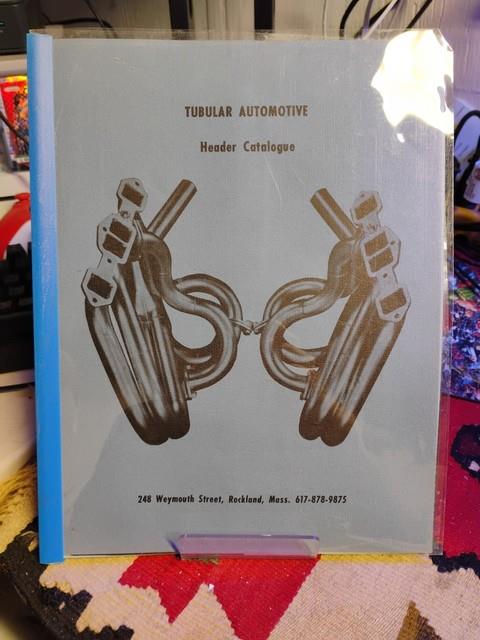 TUBULAR AUTOMOTIVE
Header Catalogue
248 Weymouth Street, Rockland, Mass. 617-878-9875